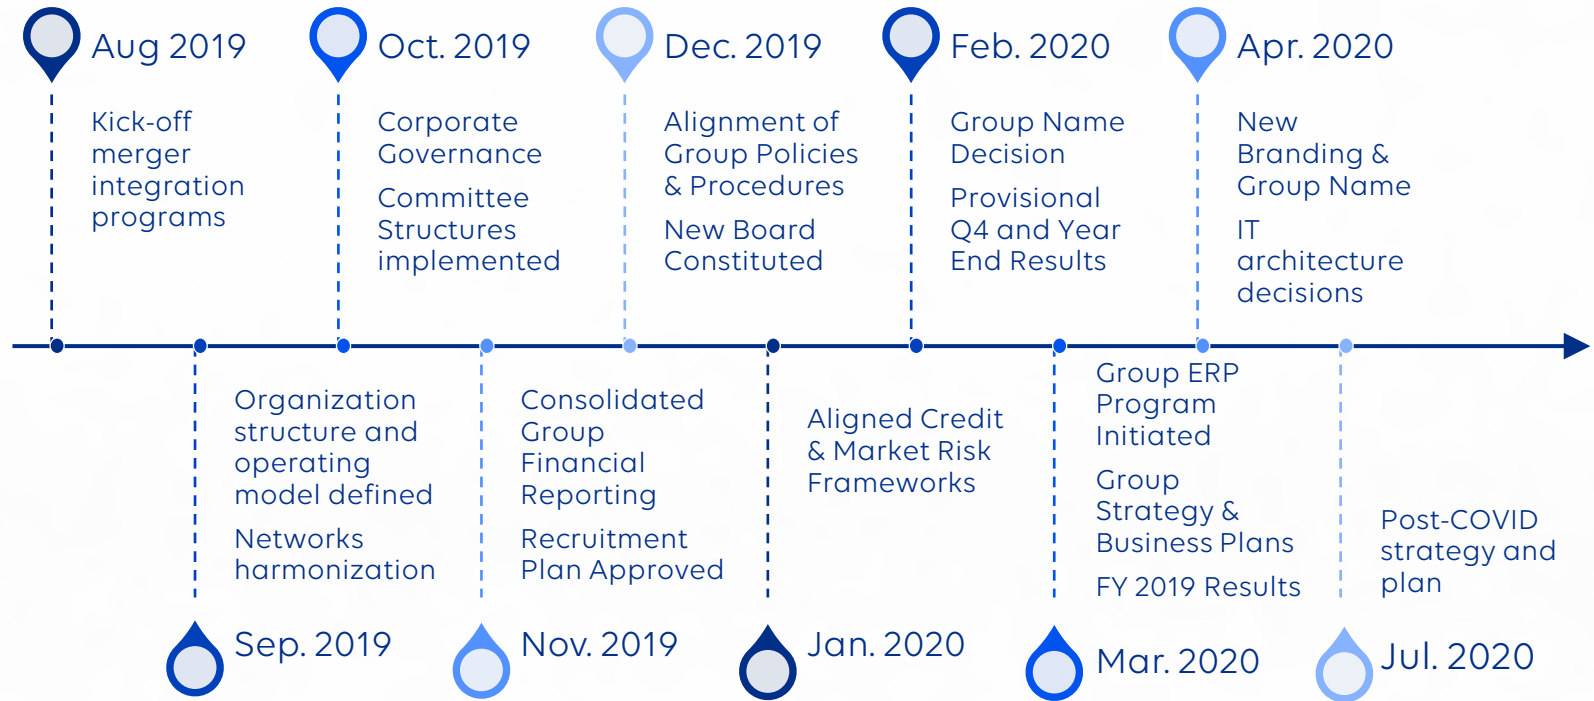 Aug 2019
Kick-off
merger
integration
programs
Oct. 2019
Corporate
Governance
Committee
Structures
implemented
Dec. 2019
Alignment of
Group Policies
& Procedures
New Board
Constituted
Feb. 2020
Group Name
Decision
Provisional
Q4 and Year
End Results
Apr. 2020
New
Branding &
Group Name
IT
architecture
decisions
Organization
structure and
operating
model defined
Networks
harmonization
Sep. 2019
Consolidated
Group
Financial
Reporting
Recruitment
Plan Approved
Nov. 2019
Aligned Credit
& Market Risk
Frameworks
Jan. 2020
Group ERP
Program
Initiated
Group
Strategy &
Business Plans
FY 2019 Results
Mar. 2020
Post-COVID
strategy and
plan
Jul. 2020